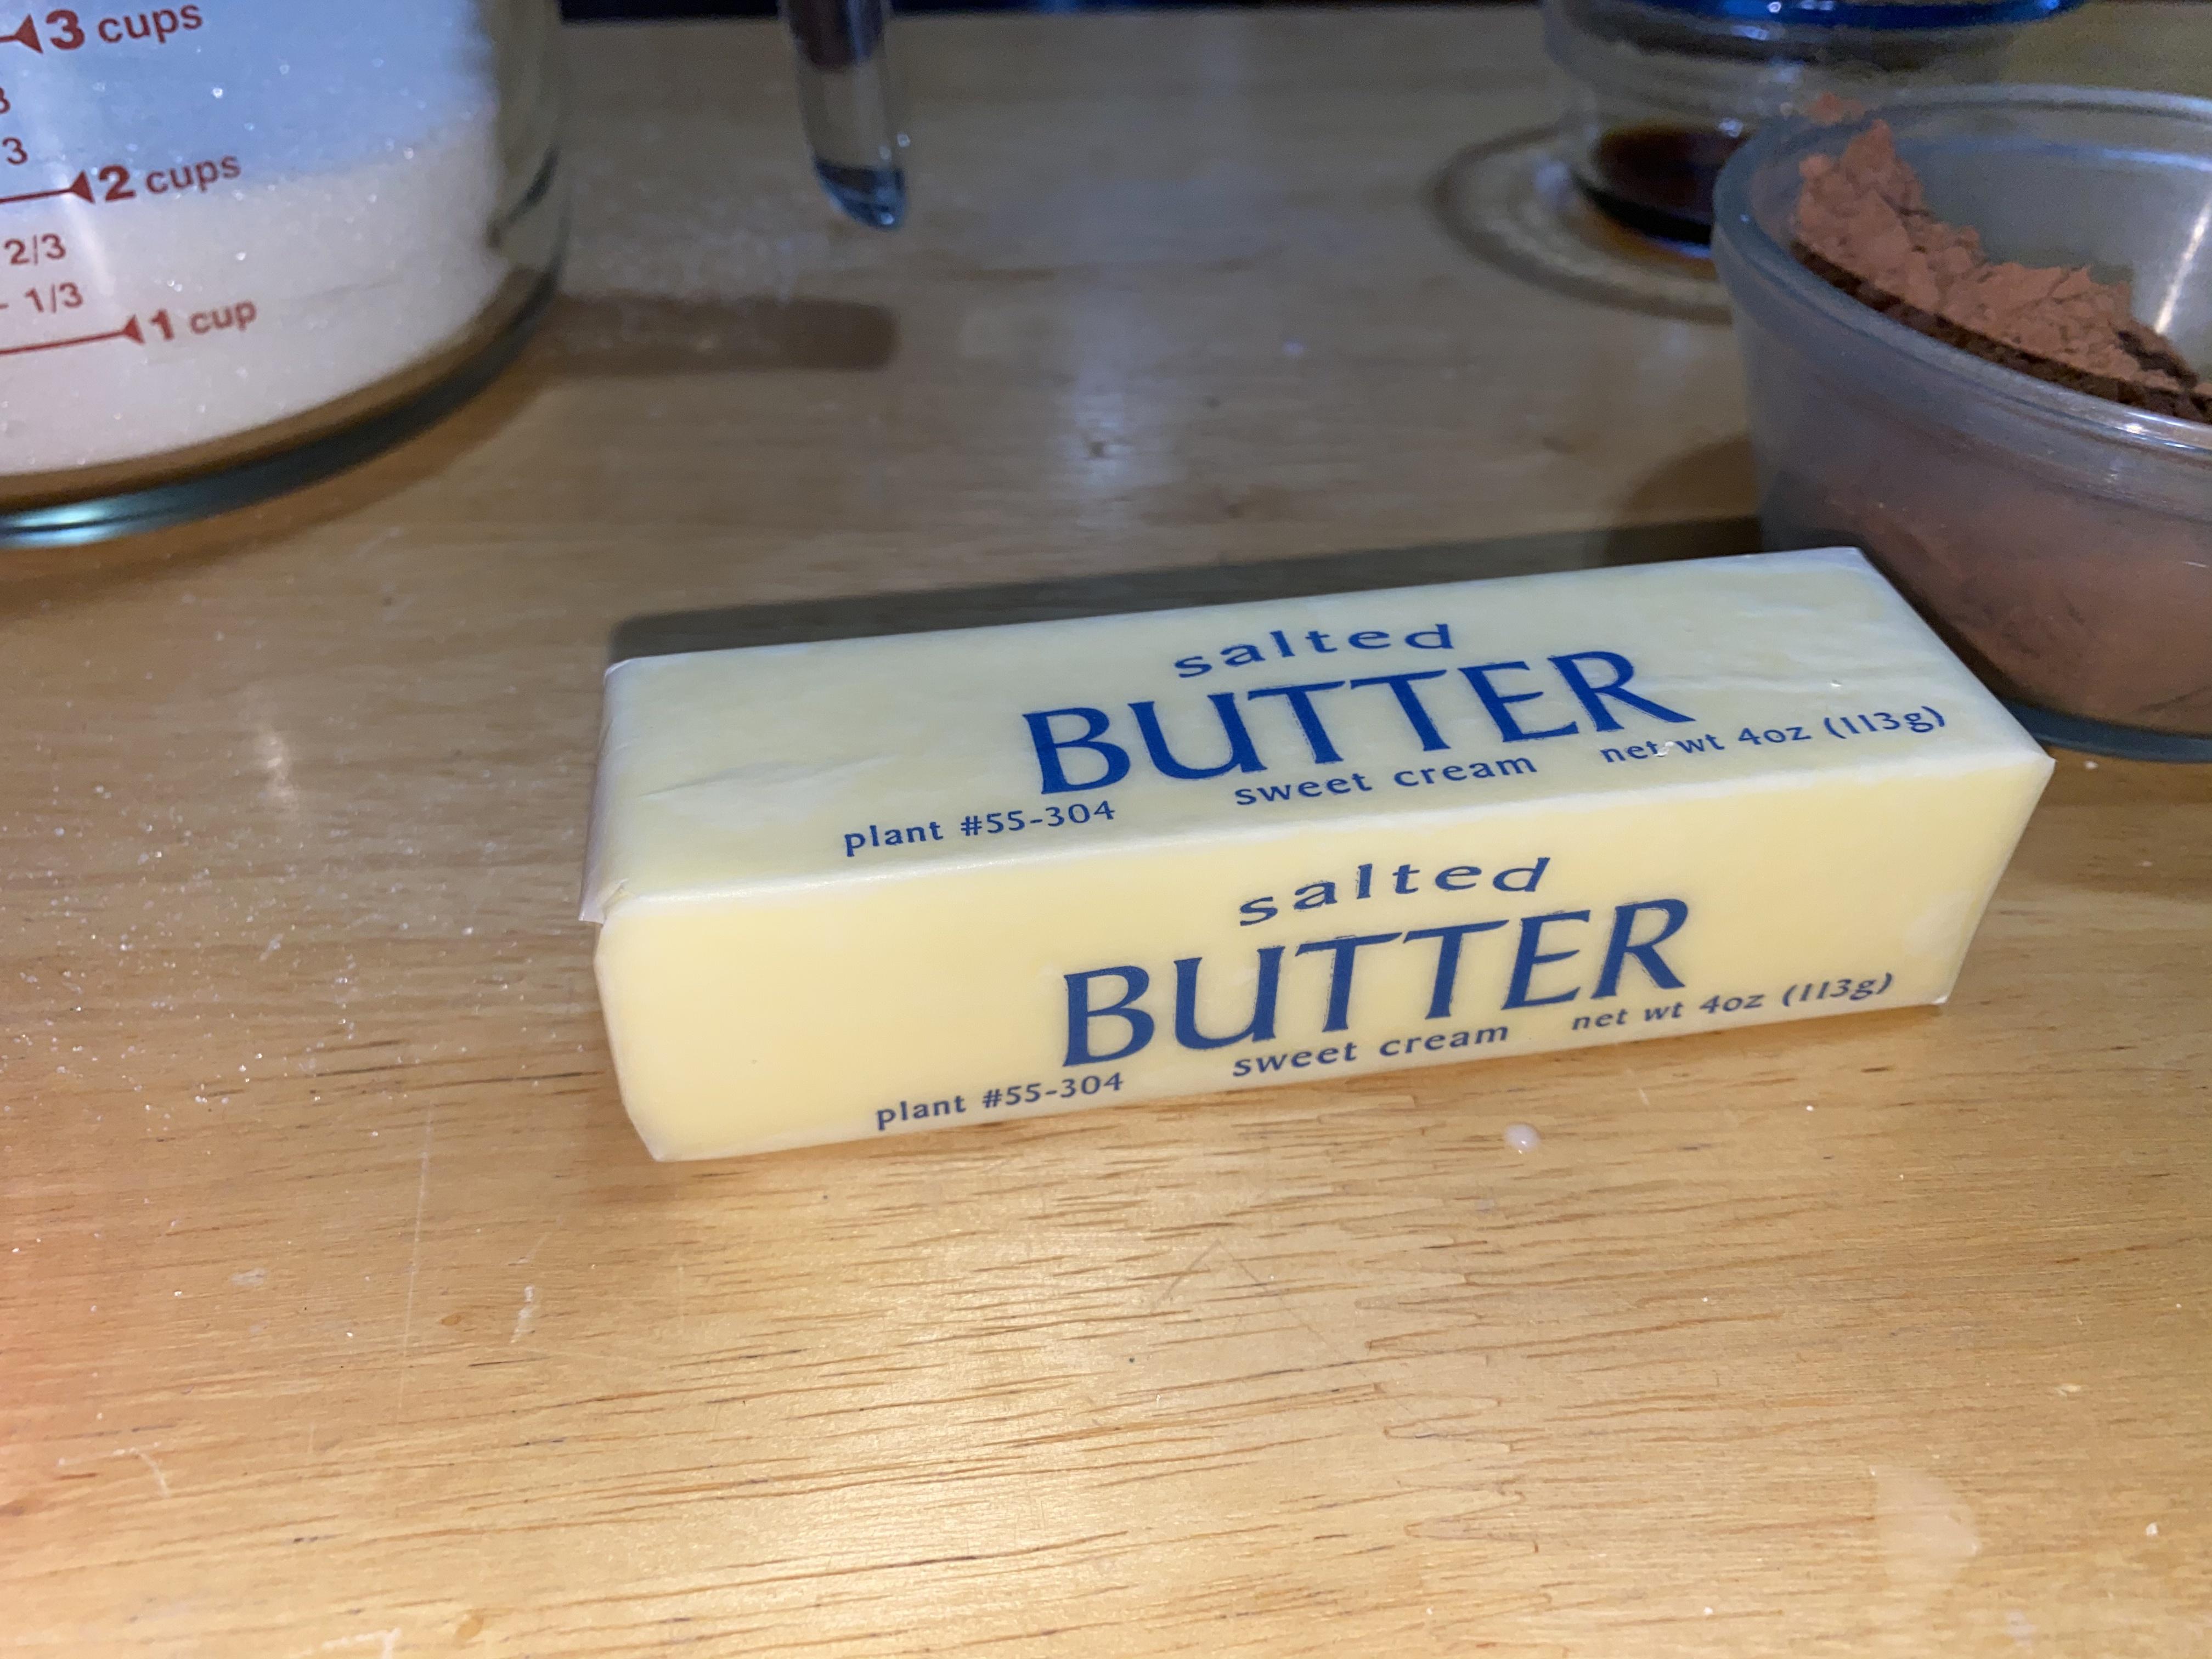 3 cups
3
2 cups
2/3
1/3
1 cup
salted
BUTTER
sweet cream
net wt 4oz (113g)
plant #55-304
salted
BUTTER
sweet cream
net wt 4oz (113g)
plant #55-304